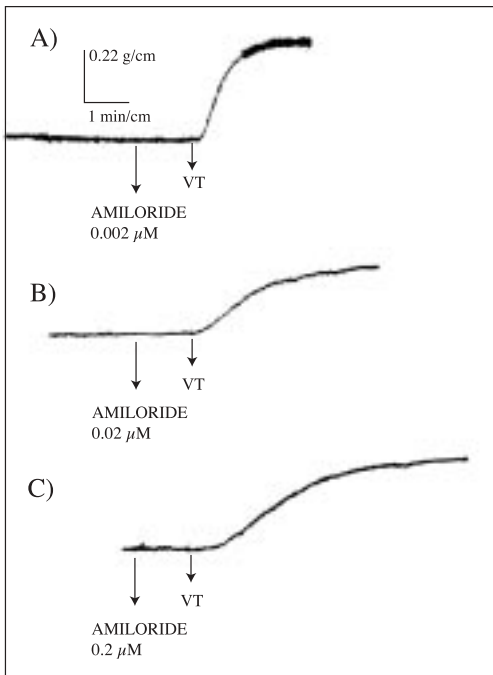 A)
0.22 g/cm
1 min/cm
VT
AMILORIDE
0.002 µM
B)
VT
AMILORIDE
0.02 µM
C)
VT
AMILORIDE
0.2 µM